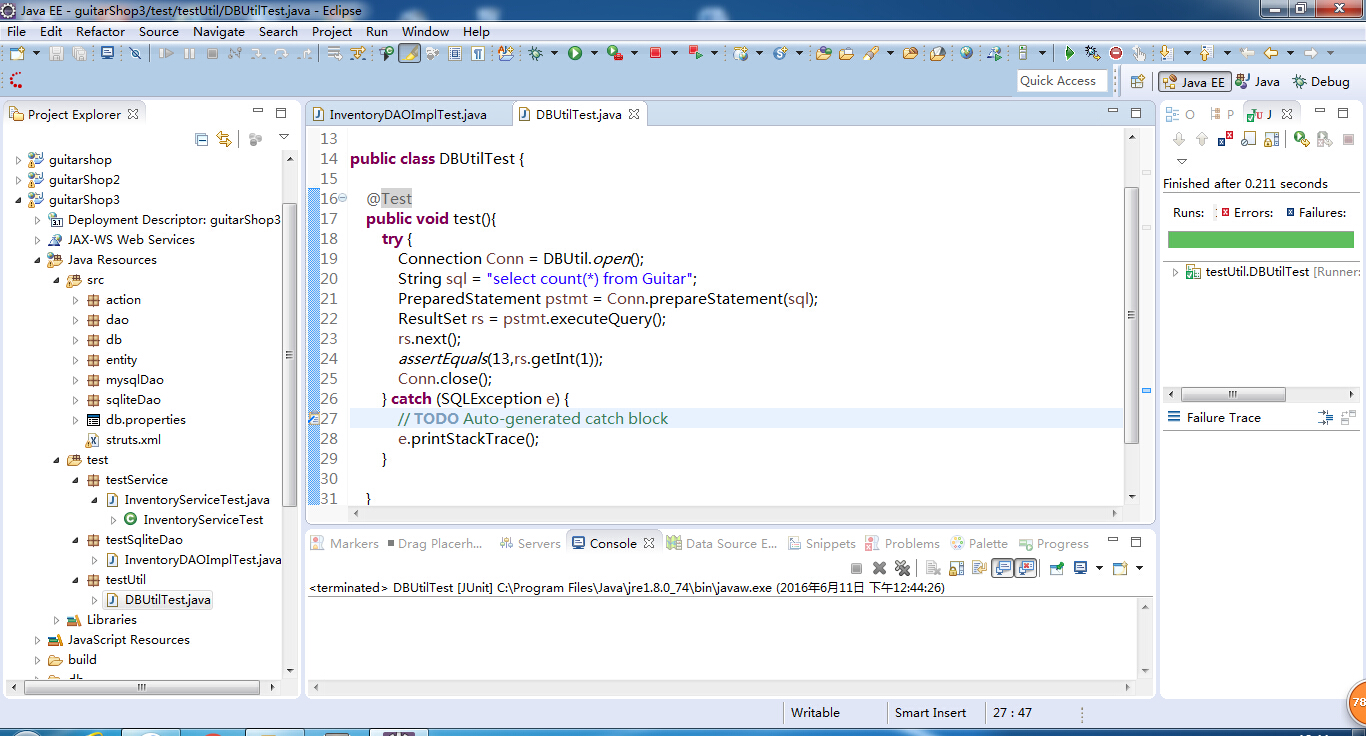 Java EE - guitarShop3/test/testUtil/DBUtilTest.java - Eclipse
File Edit Refactor Source Navigate Search Project Run Window Help
Quick Access
Java EE Java Debug
Project Explorer
guitarshop
guitarShop2
guitarShop3
Deployment Descriptor: guitarShop3
JAX-WS Web Services
Java Resources
src
action
dao
db
entity
mysqlDao
sqliteDao
db.properties
struts.xml
test
testService
InventoryServiceTest.java
InventoryServiceTest
testSqliteDao
InventoryDAOImplTest.java
testUtil
DBUtilTest.java
Libraries
JavaScript Resources
build
InventoryDAOImplTest.java DBUtilTest.java
13
14 public class DBUtilTest {
15
16 @Test
17 public void test(){
18 try {
19 Connection Conn = DBUtil.open();
20 String sql = "select count(*) from Guitar";
21 PreparedStatement pstmt = Conn.prepareStatement(sql);
22 ResultSet rs = pstmt.executeQuery();
23 rs.next();
24 assertEquals(13,rs.getInt(1));
25 Conn.close();
26 } catch (SQLException e) {
27 // TODO Auto-generated catch block
28 e.printStackTrace();
29 }
30
31 }
O P J
Finished after 0.211 seconds
Runs: Errors: Failures:
testUtil.DBUtilTest [Runner:
Failure Trace
Markers Drag Placerh... Servers Console Data Source E... Snippets Problems Palette Progress
<terminated> DBUtilTest [JUnit] C:\Program Files\Java\jre1.8.0_74\bin\javaw.exe (2016年6月11日 下午12:44:26)
Writable Smart Insert 27 : 47
78